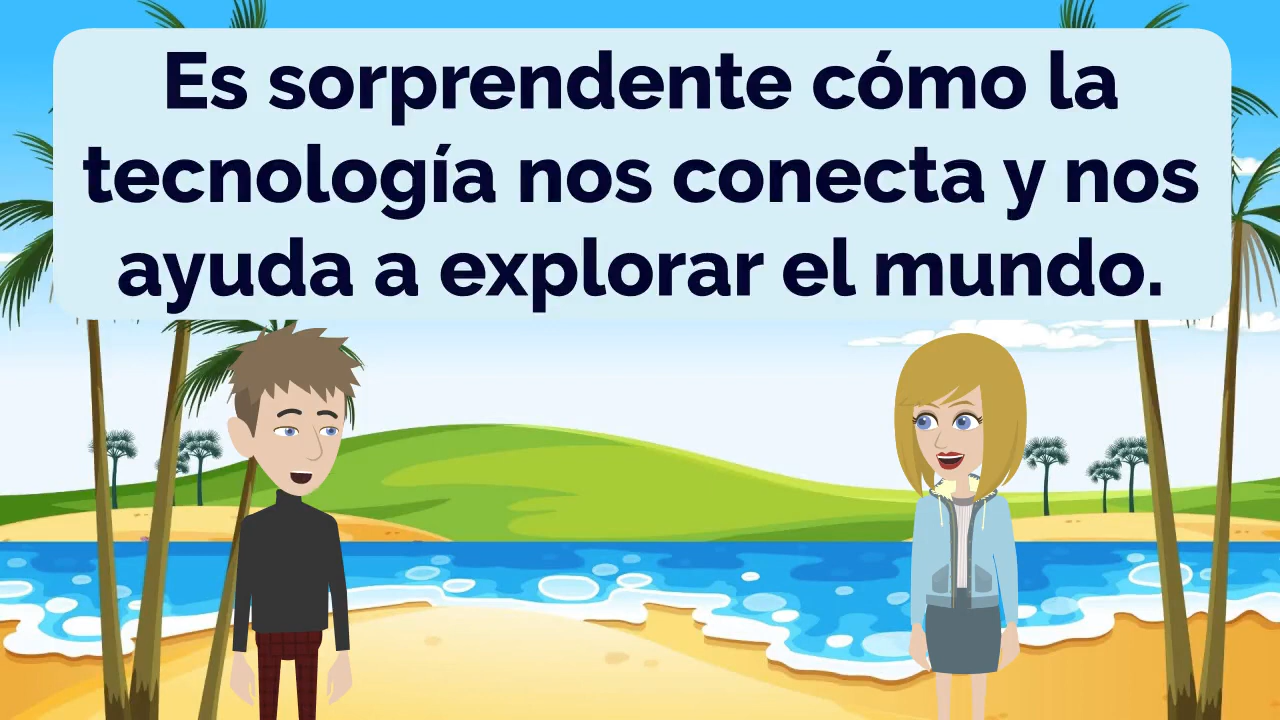 Es sorprendente cómo la
tecnología nos conecta y nos
ayuda a explorar el mundo.